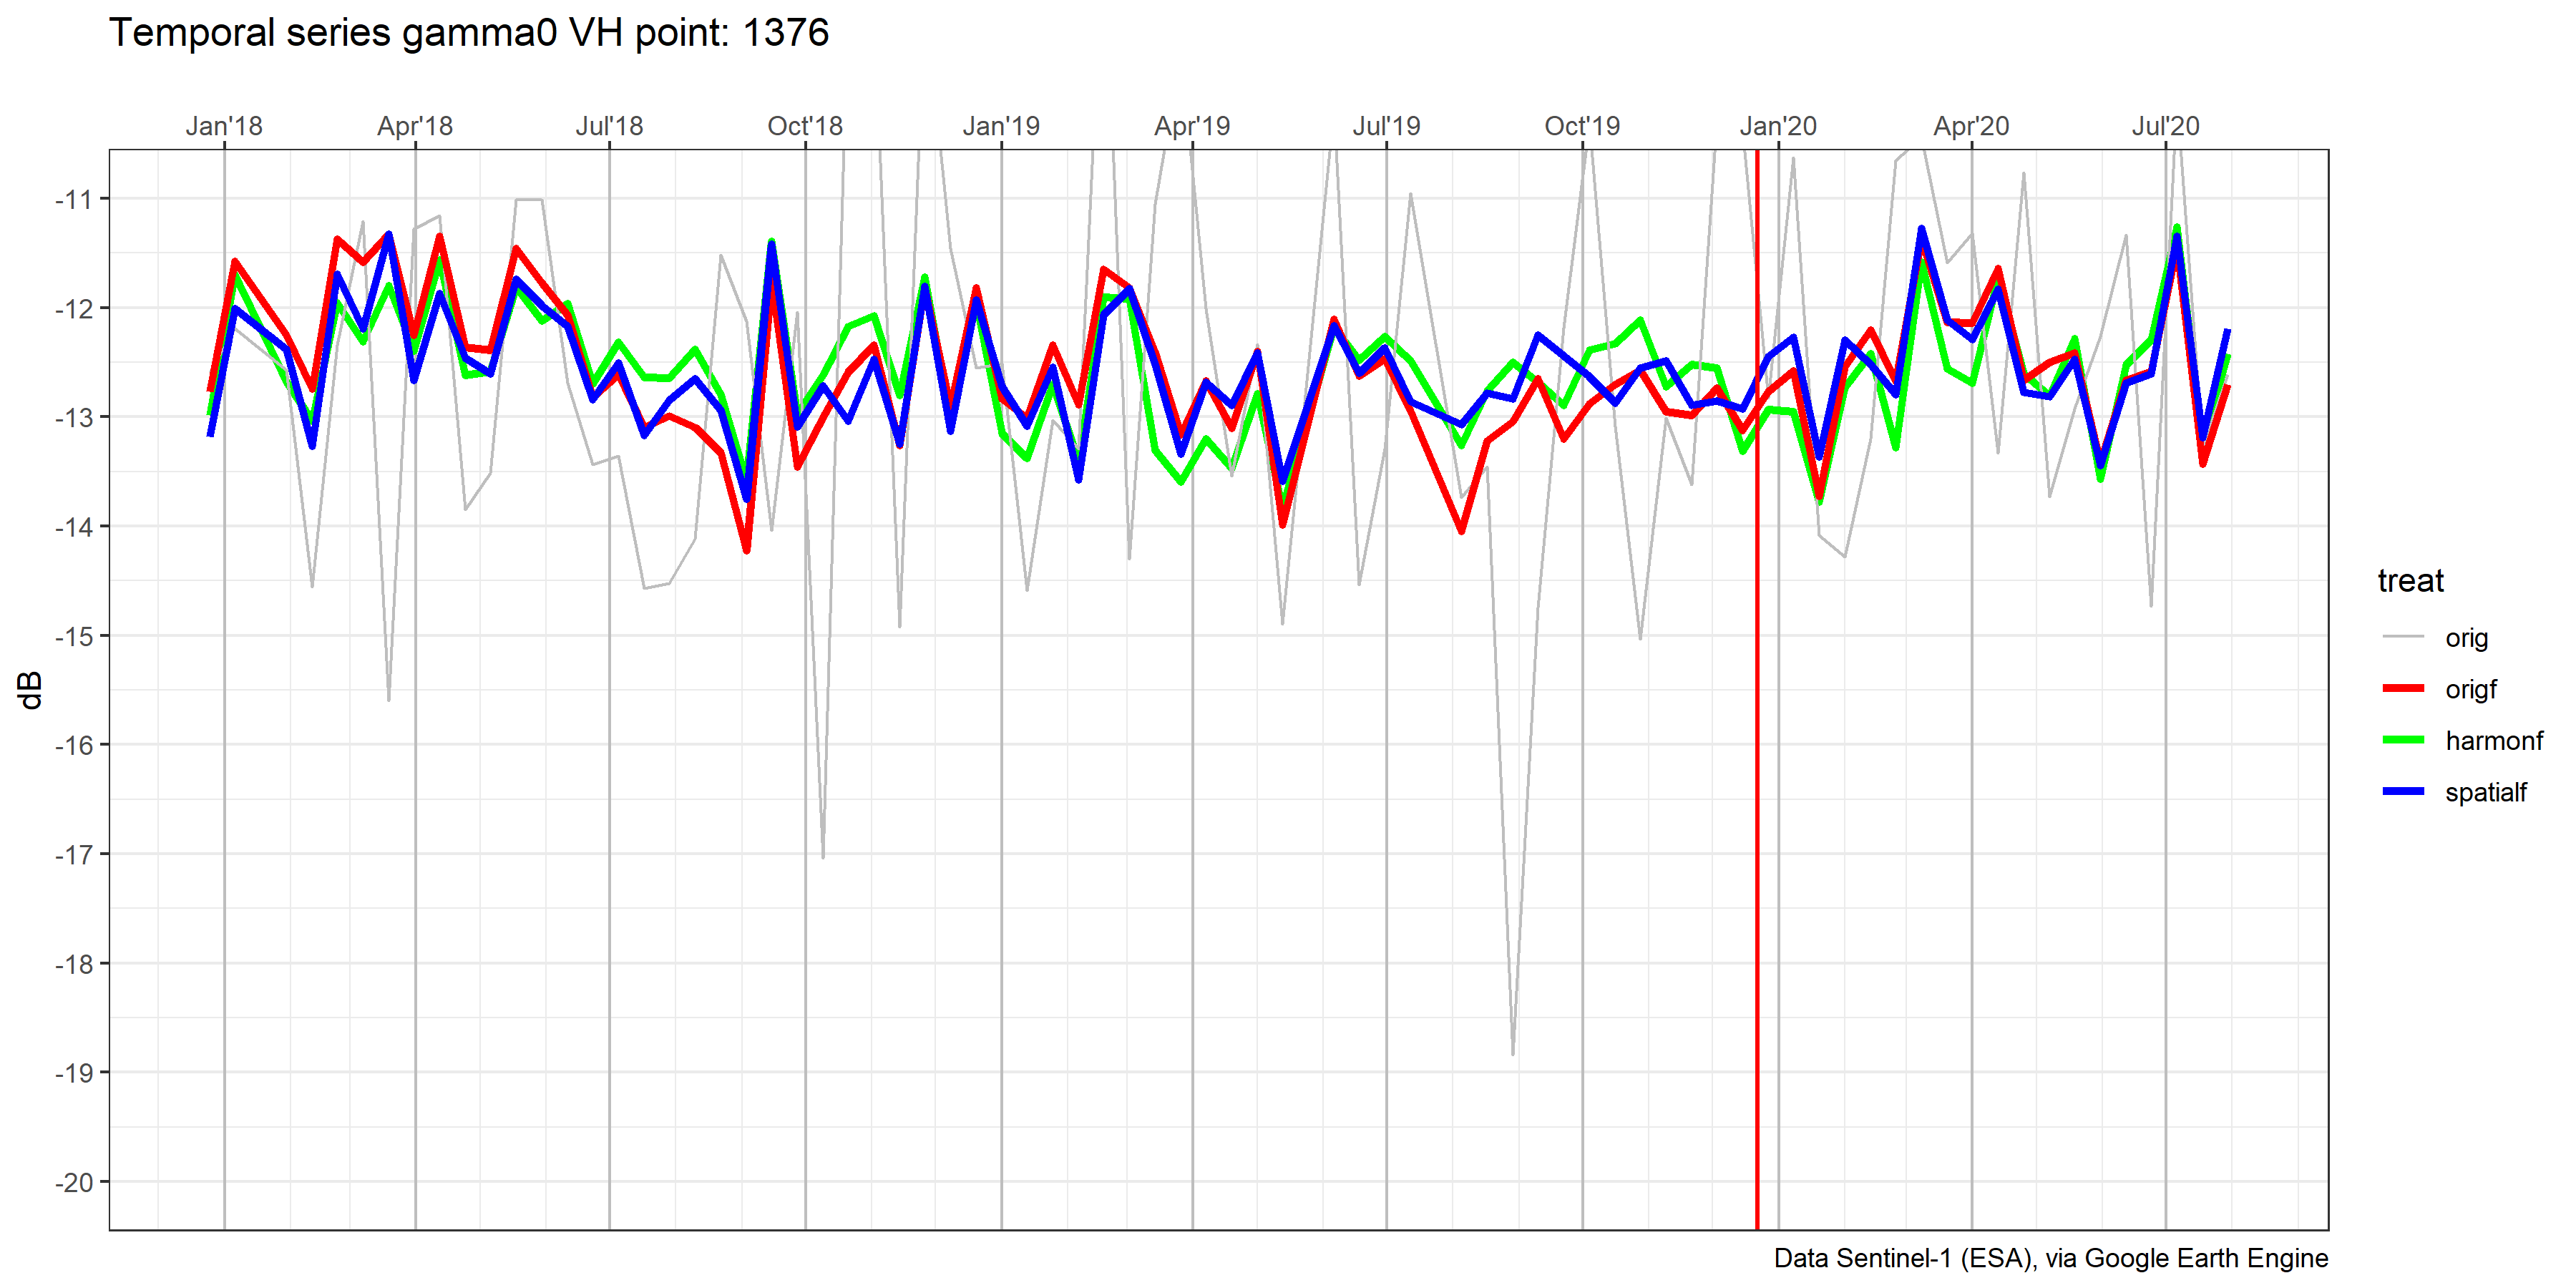 Temporal series gamma0 VH point: 1376
Jan'18 Apr'18 Jul'18 Oct'18 Jan'19 Apr'19 Jul'19 Oct'19 Jan'20 Apr'20 Jul'20
-11
-12
-13
-14
-15
-16
-17
-18
-19
-20
dB
treat
orig
origf
harmonf
spatialf
Data Sentinel-1 (ESA), via Google Earth Engine